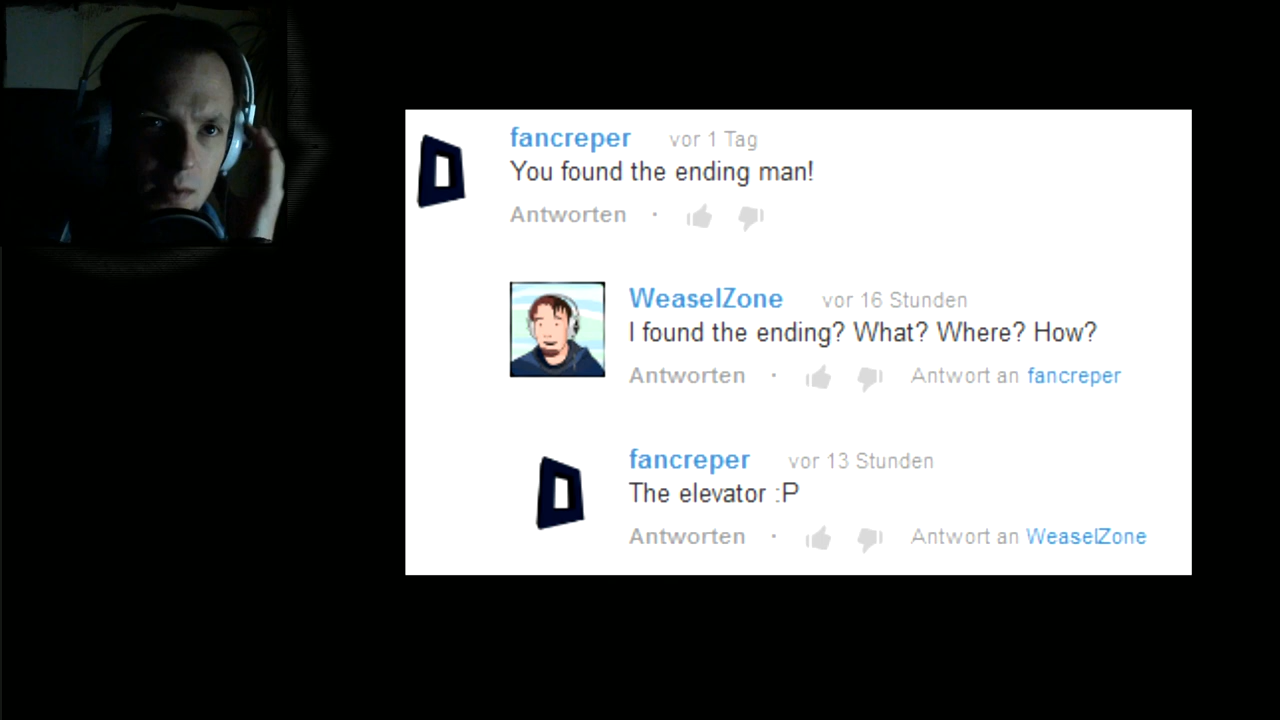 fancreper vor 1 Tag
You found the ending man!
Antworten ·
WeaselZone vor 16 Stunden
I found the ending? What? Where? How?
Antworten · Antwort an fancreper
fancreper vor 13 Stunden
The elevator :P
Antworten · Antwort an WeaselZone